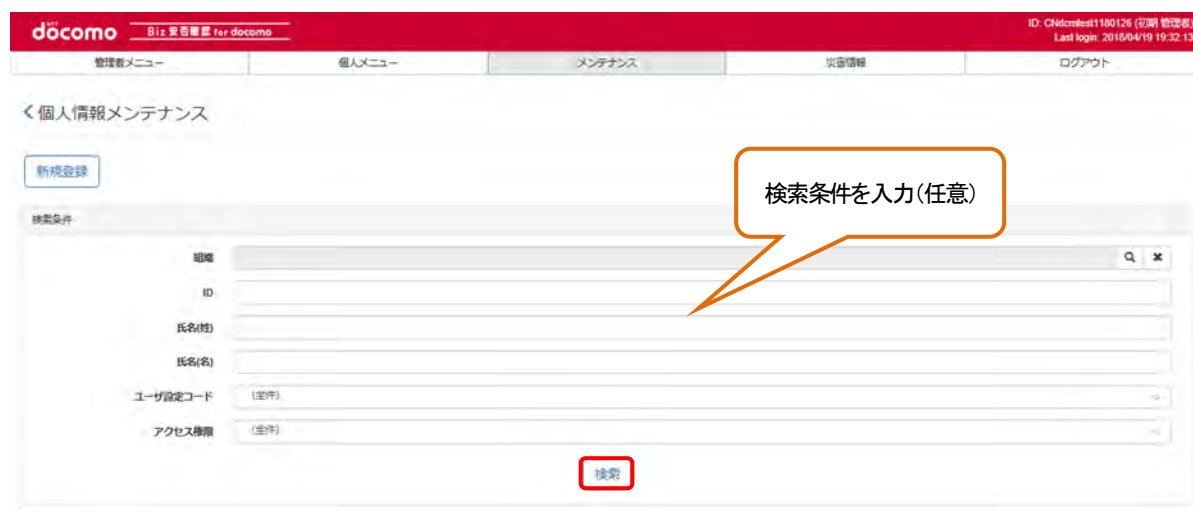 NTT
döcomo Biz 安否確認 for docomo
ID: CNdcmtest1180126 (初期 管理者)
Last login: 2018/04/19 19:32:13
管理者メニュー 個人メニュー メンテナンス 災害情報 ログアウト
個人情報メンテナンス
新規登録
検索条件を入力(任意)
検索条件
組織
ID
氏名(姓)
氏名(名)
ユーザ設定コード (全件)
アクセス権限 (全件)
検索